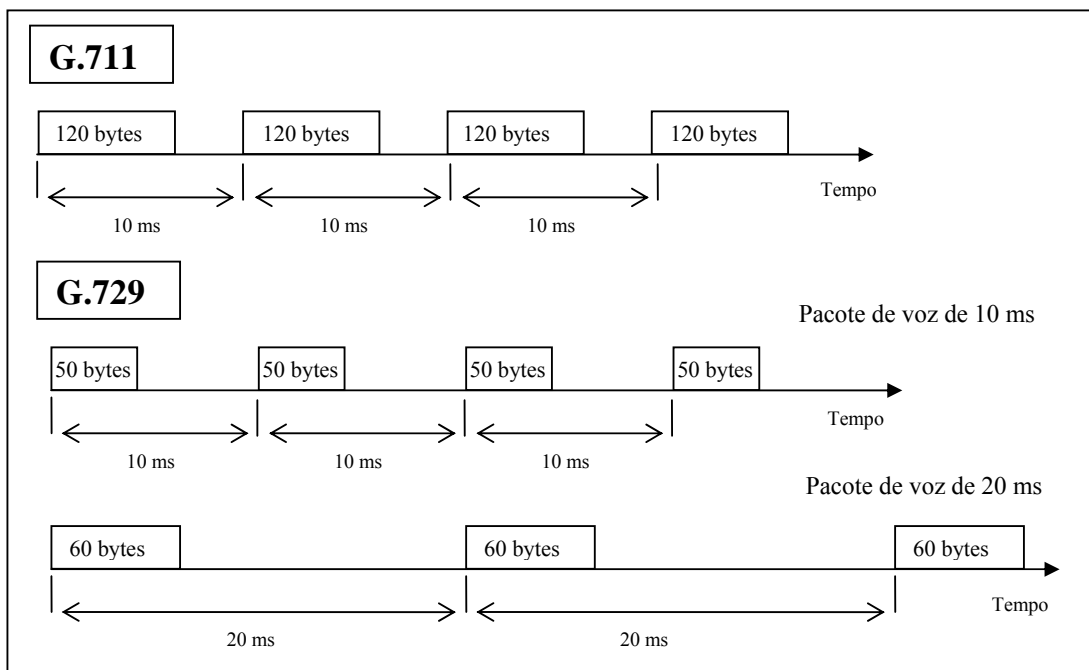 G.711
120 bytes 120 bytes 120 bytes 120 bytes
Tempo
10 ms 10 ms 10 ms
G.729
Pacote de voz de 10 ms
50 bytes 50 bytes 50 bytes 50 bytes
Tempo
10 ms 10 ms 10 ms
Pacote de voz de 20 ms
60 bytes 60 bytes 60 bytes
Tempo
20 ms 20 ms